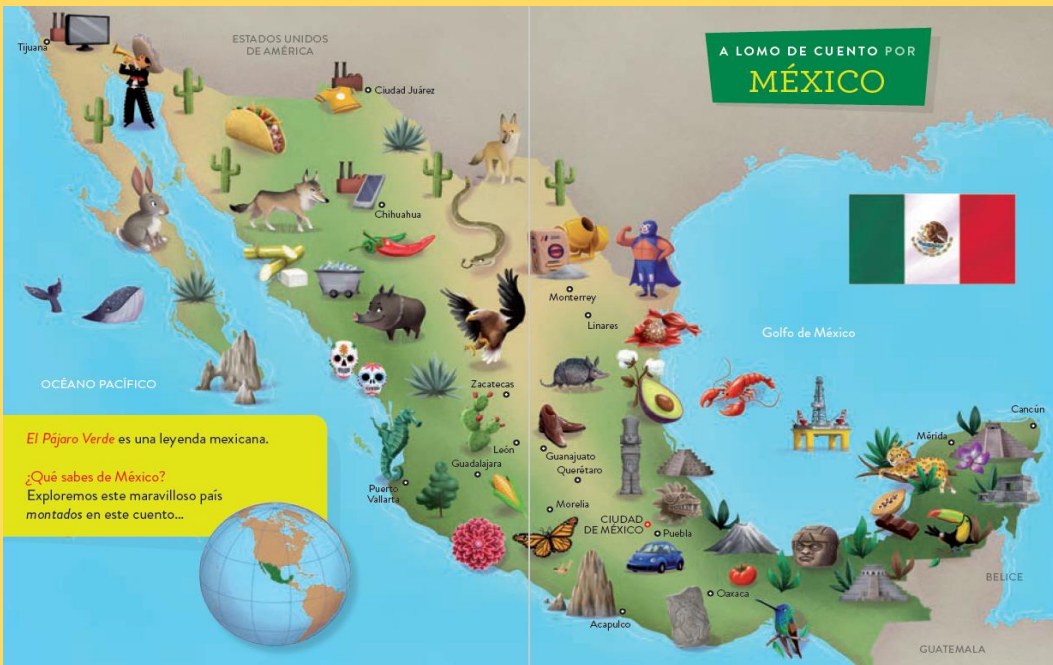 A LOMO DE CUENTO POR
MÉXICO
ESTADOS UNIDOS
DE AMÉRICA
Tijuana
Ciudad Juárez
Chihuahua
Monterrey
Linares
Golfo de México
OCÉANO PACÍFICO
Zacatecas
Cancún
Mérida
León
Guanajuato
Guadalajara
Querétaro
Puerto
Vallarta
Morelia
CIUDAD
DE MÉXICO
Puebla
Oaxaca
Acapulco
BELICE
GUATEMALA
El Pájaro Verde es una leyenda mexicana.
¿Qué sabes de México?
Exploremos este maravilloso país
montados en este cuento...